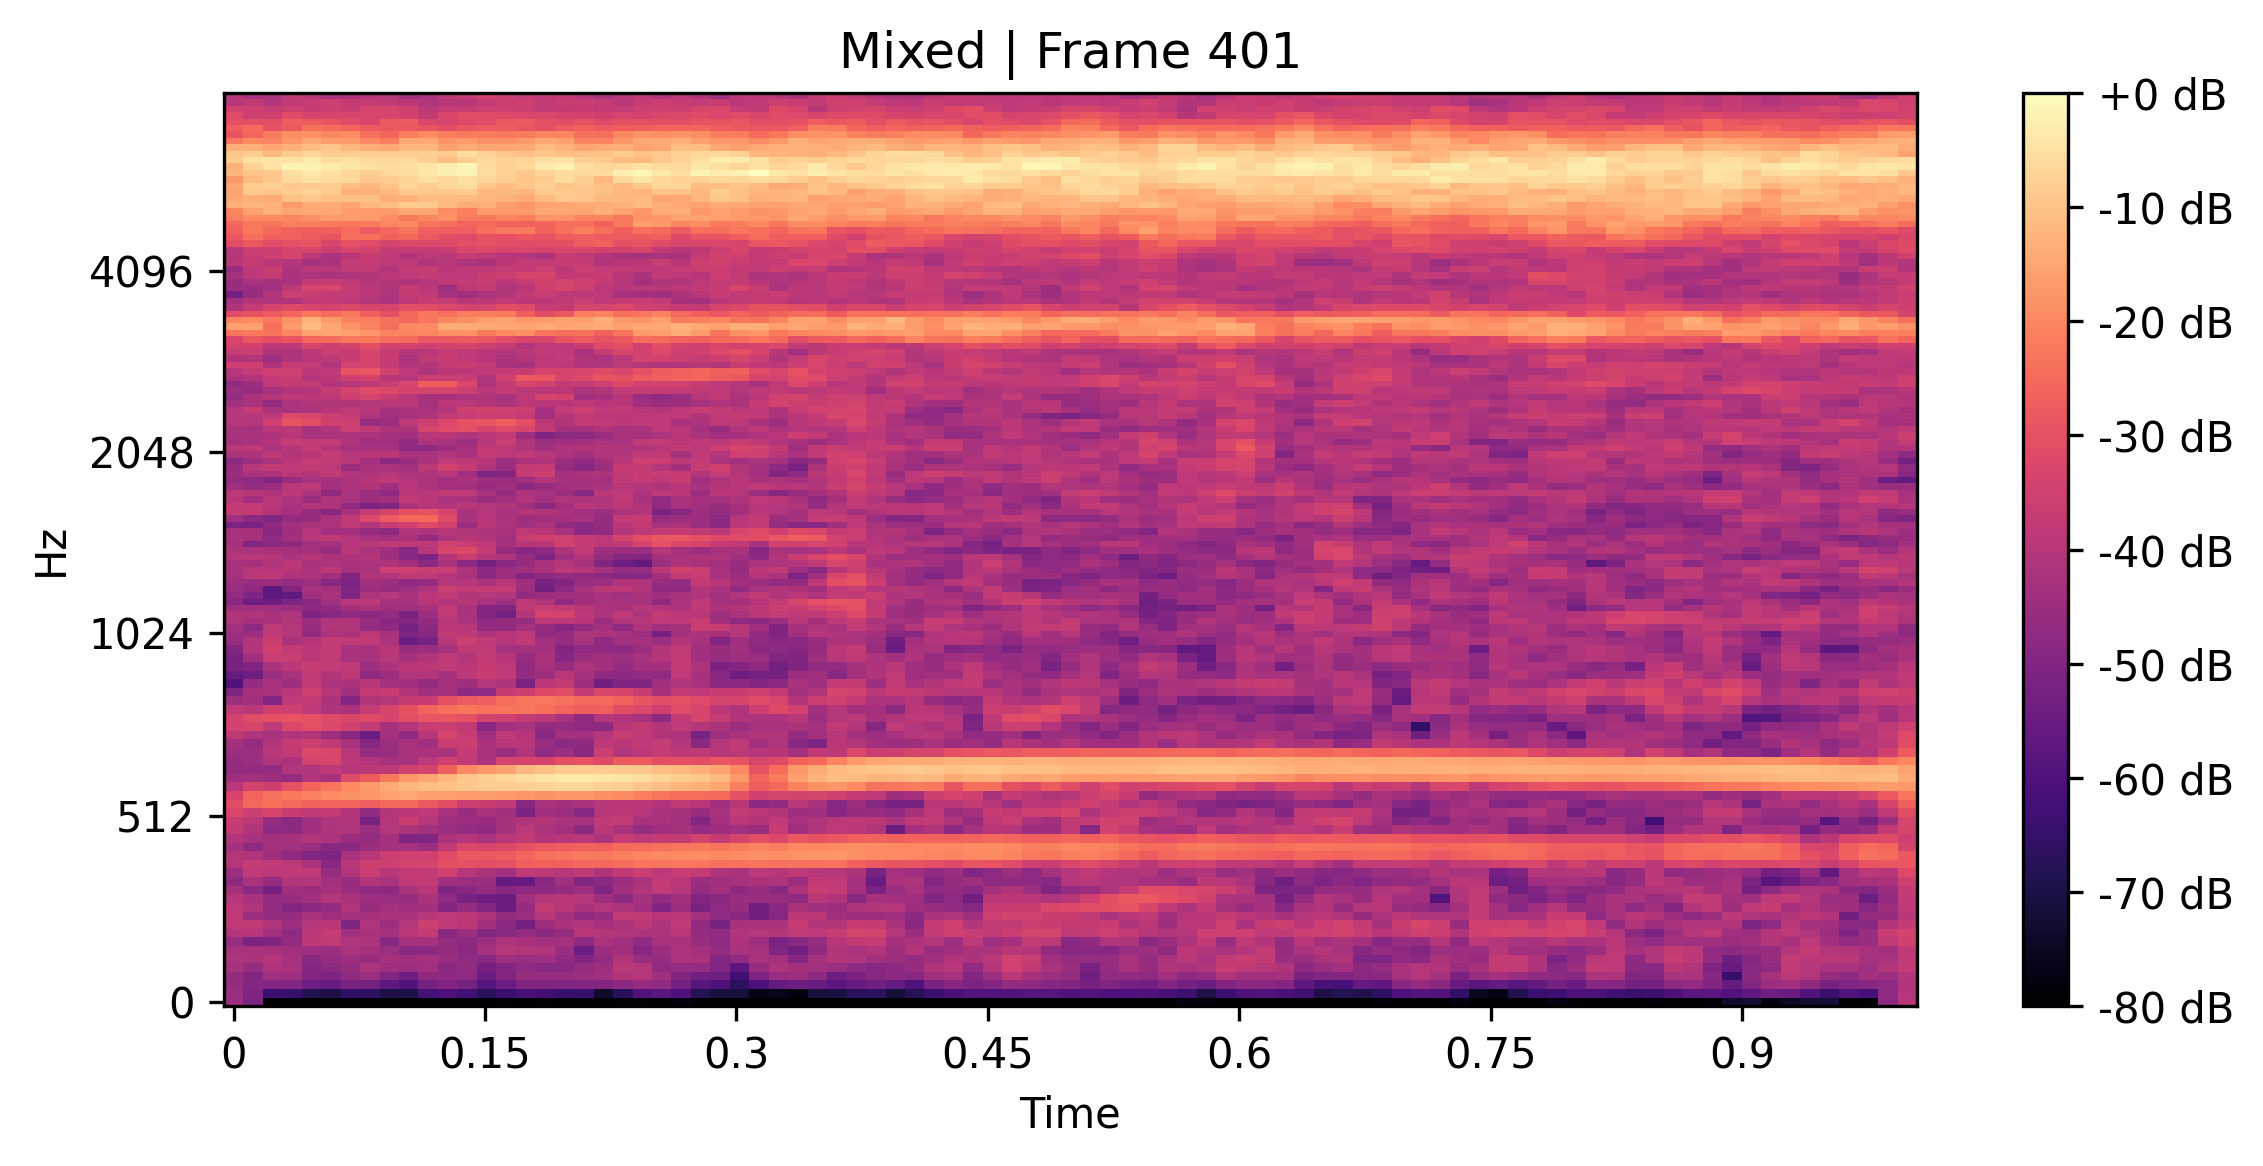 Mixed | Frame 401
Hz
4096
2048
1024
512
0
0 0.15 0.3 0.45 0.6 0.75 0.9
Time
+0 dB
-10 dB
-20 dB
-30 dB
-40 dB
-50 dB
-60 dB
-70 dB
-80 dB